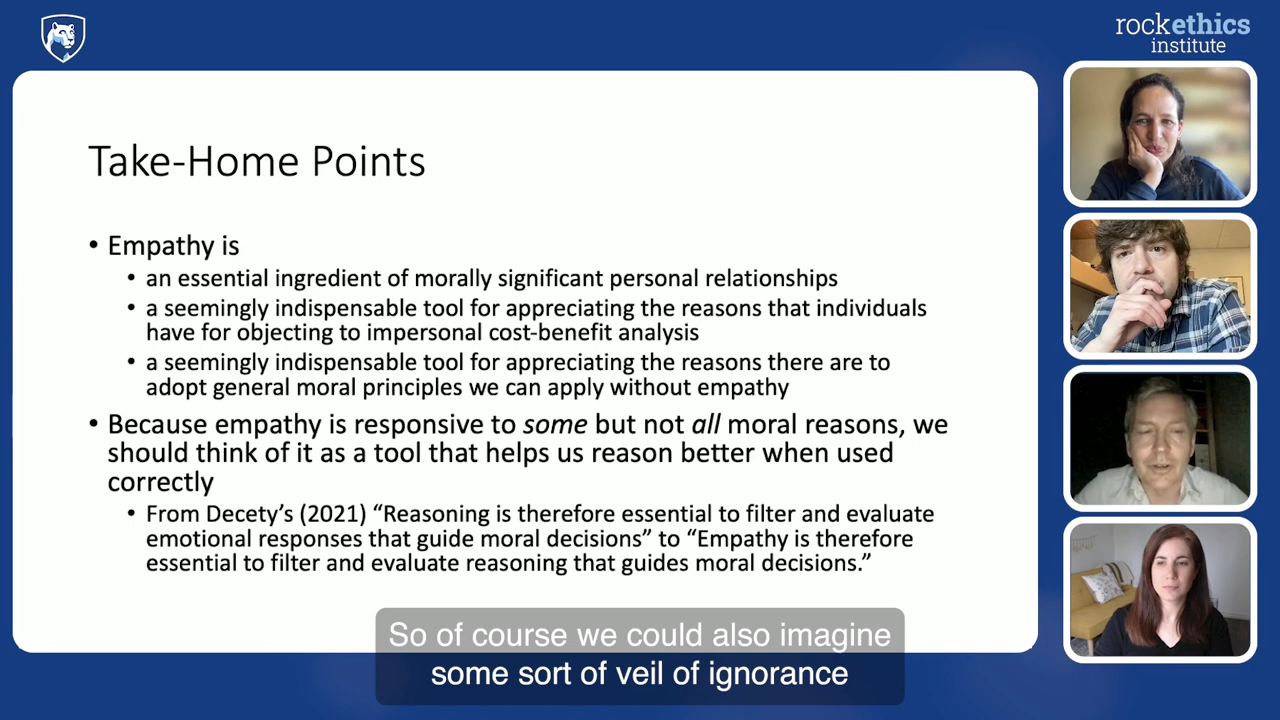 rockethics
institute
Take-Home Points
• Empathy is
• an essential ingredient of morally significant personal relationships
• a seemingly indispensable tool for appreciating the reasons that individuals
have for objecting to impersonal cost-benefit analysis
• a seemingly indispensable tool for appreciating the reasons there are to
adopt general moral principles we can apply without empathy
• Because empathy is responsive to some but not all moral reasons, we
should think of it as a tool that helps us reason better when used
correctly
• From Decety’s (2021) “Reasoning is therefore essential to filter and evaluate
emotional responses that guide moral decisions” to “Empathy is therefore
essential to filter and evaluate reasoning that guides moral decisions.”
So of course we could also imagine
some sort of veil of ignorance